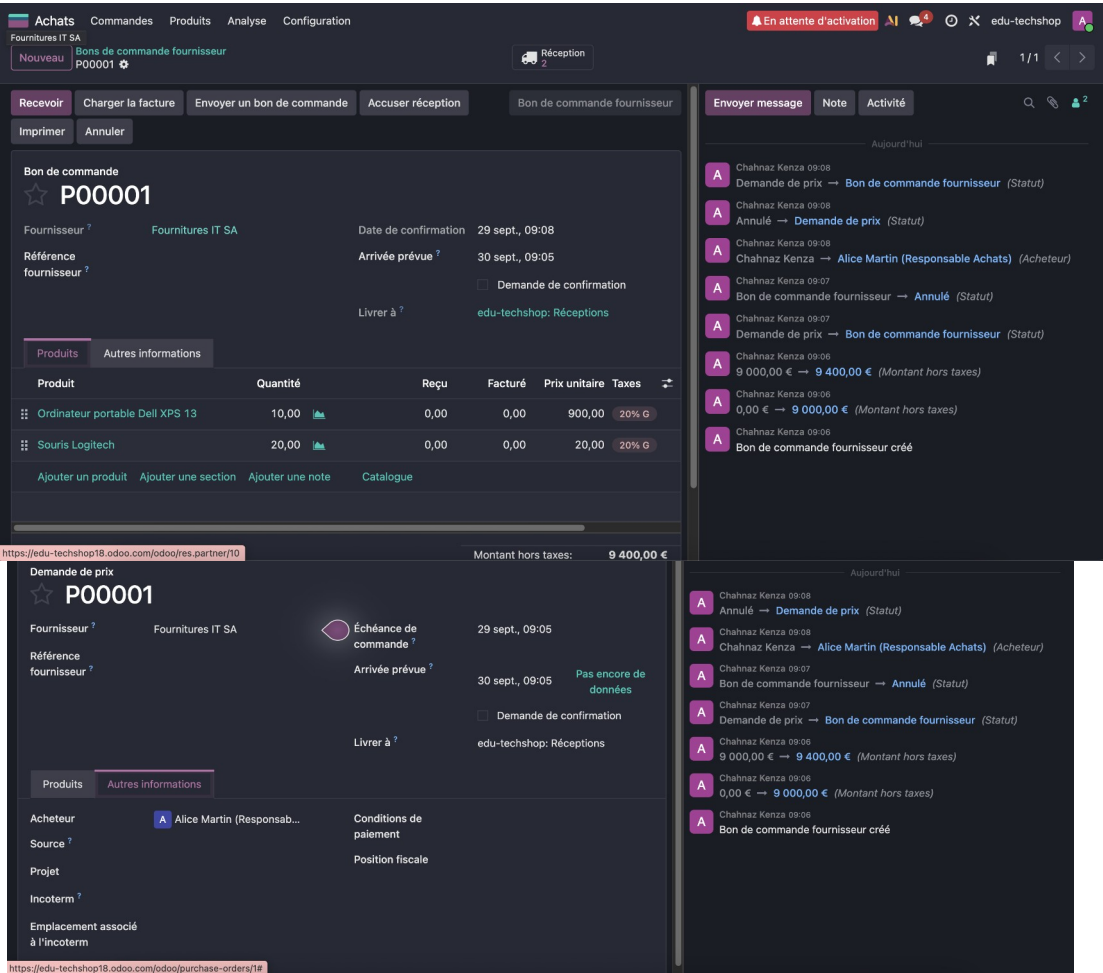 Achats Commandes Produits Analyse Configuration
En attente d'activation 4 edu-techshop A
Fournitures IT SA
Nouveau
Bons de commande fournisseur
P00001
Réception
2
1/1
Recevoir Charger la facture Envoyer un bon de commande Accuser réception
Bon de commande fournisseur
Imprimer Annuler
Bon de commande
P00001
Fournisseur ? Fournitures IT SA
Date de confirmation 29 sept., 09:08
Référence
fournisseur ?
Arrivée prévue ? 30 sept., 09:05
Demande de confirmation
Livrer à ? edu-techshop: Réceptions
Produits Autres informations
Produit Quantité Reçu Facturé Prix unitaire Taxes
Ordinateur portable Dell XPS 13 10,00 0,00 0,00 900,00 20% G
Souris Logitech 20,00 0,00 0,00 20,00 20% G
Ajouter un produit Ajouter une section Ajouter une note Catalogue
Montant hors taxes: 9 400,00 €
https://edu-techshop18.odoo.com/odoo/res.partner/10
Envoyer message Note Activité 2
Aujourd'hui
A
Chahnaz Kenza 09:08
Demande de prix → Bon de commande fournisseur (Statut)
A
Chahnaz Kenza 09:08
Annulé → Demande de prix (Statut)
A
Chahnaz Kenza 09:08
Chahnaz Kenza → Alice Martin (Responsable Achats) (Acheteur)
A
Chahnaz Kenza 09:07
Bon de commande fournisseur → Annulé (Statut)
A
Chahnaz Kenza 09:07
Demande de prix → Bon de commande fournisseur (Statut)
A
Chahnaz Kenza 09:06
9 000,00 € → 9 400,00 € (Montant hors taxes)
A
Chahnaz Kenza 09:06
0,00 € → 9 000,00 € (Montant hors taxes)
A
Chahnaz Kenza 09:06
Bon de commande fournisseur créé
Demande de prix
P00001
Fournisseur ? Fournitures IT SA
Échéance de
commande ?
29 sept., 09:05
Référence
fournisseur ?
Arrivée prévue ?
30 sept., 09:05
Pas encore de
données
Demande de confirmation
Livrer à ? edu-techshop: Réceptions
Produits Autres informations
Acheteur A Alice Martin (Responsab...
Source ?
Projet
Incoterm ?
Emplacement associé
à l'incoterm
Conditions de
paiement
Position fiscale
https://edu-techshop18.odoo.com/odoo/purchase-orders/1#
Aujourd'hui
A
Chahnaz Kenza 09:08
Annulé → Demande de prix (Statut)
A
Chahnaz Kenza 09:08
Chahnaz Kenza → Alice Martin (Responsable Achats) (Acheteur)
A
Chahnaz Kenza 09:07
Bon de commande fournisseur → Annulé (Statut)
A
Chahnaz Kenza 09:07
Demande de prix → Bon de commande fournisseur (Statut)
A
Chahnaz Kenza 09:06
9 000,00 € → 9 400,00 € (Montant hors taxes)
A
Chahnaz Kenza 09:06
0,00 € → 9 000,00 € (Montant hors taxes)
A
Chahnaz Kenza 09:06
Bon de commande fournisseur créé